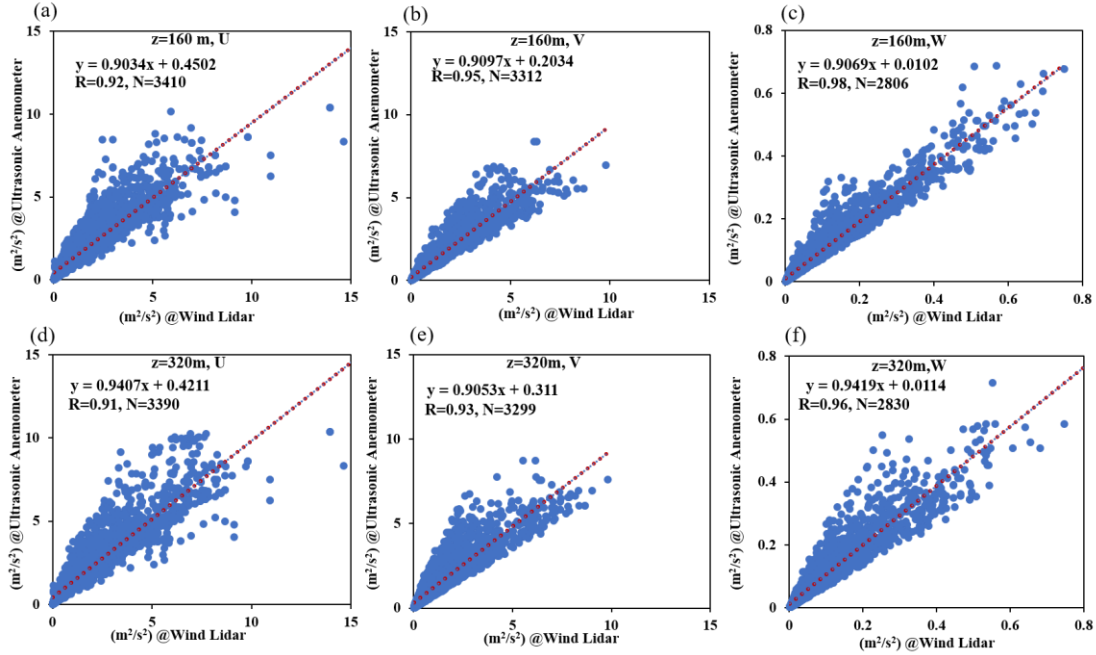 (a)
15
10
5
0
0
5
10
15
z=160 m, U
y = 0.9034x + 0.4502
R=0.92, N=3410
(m²/s²) @Ultrasonic Anemometer
(m²/s²) @Wind Lidar
(b)
15
10
5
0
0
5
10
15
z=160m, V
y = 0.9097x + 0.2034
R=0.95, N=3312
(m²/s²) @Ultrasonic Anemometer
(m²/s²) @Wind Lidar
(c)
0.8
0.6
0.4
0.2
0
0
0.2
0.4
0.6
0.8
z=160m,W
y = 0.9069x + 0.0102
R=0.98, N=2806
(m²/s²) @Ultrasonic Anemometer
(m²/s²) @Wind Lidar
(d)
15
10
5
0
0
5
10
15
z=320m, U
y = 0.9407x + 0.4211
R=0.91, N=3390
(m²/s²) @Ultrasonic Anemometer
(m²/s²) @Wind Lidar
(e)
15
10
5
0
0
5
10
15
z=320m, V
y = 0.9053x + 0.311
R=0.93, N=3299
(m²/s²) @Ultrasonic Anemometer
(m²/s²) @Wind Lidar
(f)
0.8
0.6
0.4
0.2
0
0
0.2
0.4
0.6
0.8
z=320m,W
y = 0.9419x + 0.0114
R=0.96, N=2830
(m²/s²) @Ultrasonic Anemometer
(m²/s²) @Wind Lidar